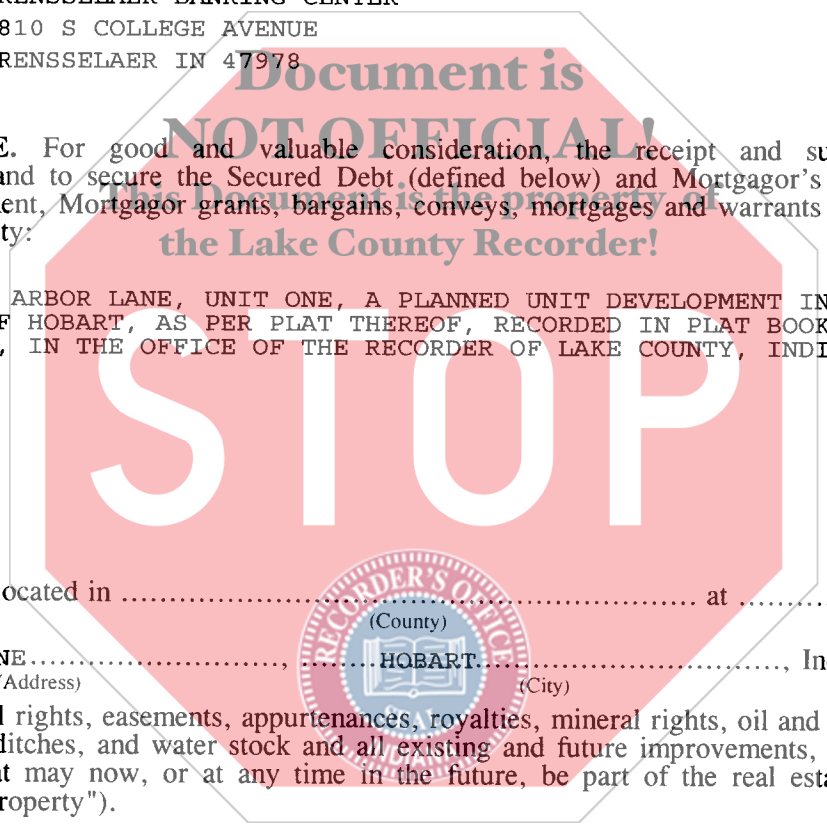 RENSSELAER BANKING CENTER
810 S COLLEGE AVENUE
RENSSELAER IN 47978
Document is
NOT OFFICIAL!
This Document is the property of
the Lake County Recorder!
E. For good and valuable consideration, the receipt and su
and to secure the Secured Debt (defined below) and Mortgagor's
ent, Mortgagor grants, bargains, conveys, mortgages and warrants
ty:
ARBOR LANE, UNIT ONE, A PLANNED UNIT DEVELOPMENT IN
F HOBART, AS PER PLAT THEREOF, RECORDED IN PLAT BOOK
, IN THE OFFICE OF THE RECORDER OF LAKE COUNTY, INDI
STOP
ocated in ........................................................................ at ...........
(County)
RECORDER'S OFFICE
SEAL
INDIANA
NE................................, ..........HOBART......................................, In
(Address) (City)
l rights, easements, appurtenances, royalties, mineral rights, oil and
ditches, and water stock and all existing and future improvements,
at may now, or at any time in the future, be part of the real esta
roperty").